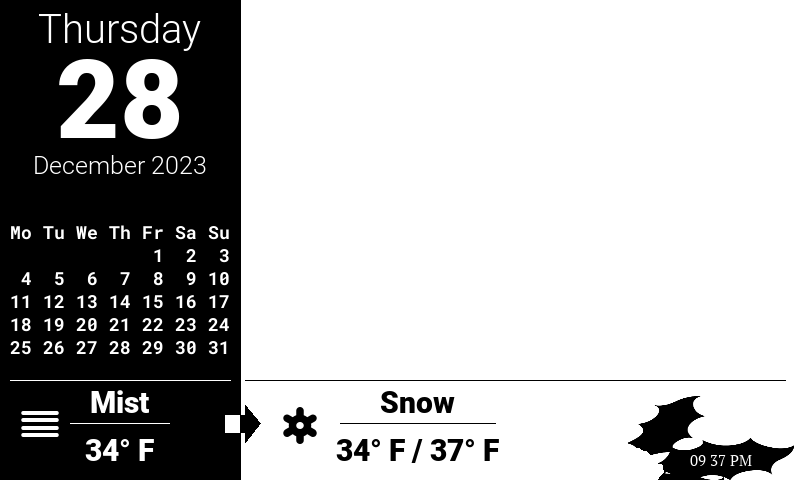 Thursday
28
December 2023
Mo Tu We Th Fr Sa Su
1 2 3
4 5 6 7 8 9 10
11 12 13 14 15 16 17
18 19 20 21 22 23 24
25 26 27 28 29 30 31
Mist
34° F
Snow
34° F / 37° F
09 37 PM